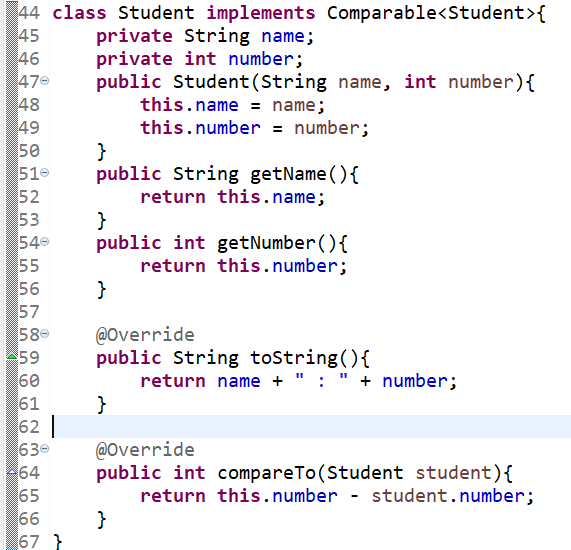 44 class Student implements Comparable<Student>{
45     private String name;
46     private int number;
47     public Student(String name, int number){
48         this.name = name;
49         this.number = number;
50     }
51     public String getName(){
52         return this.name;
53     }
54     public int getNumber(){
55         return this.number;
56     }
57
58     @Override
59     public String toString(){
60         return name + " : " + number;
61     }
62
63     @Override
64     public int compareTo(Student student){
65         return this.number - student.number;
66     }
67 }